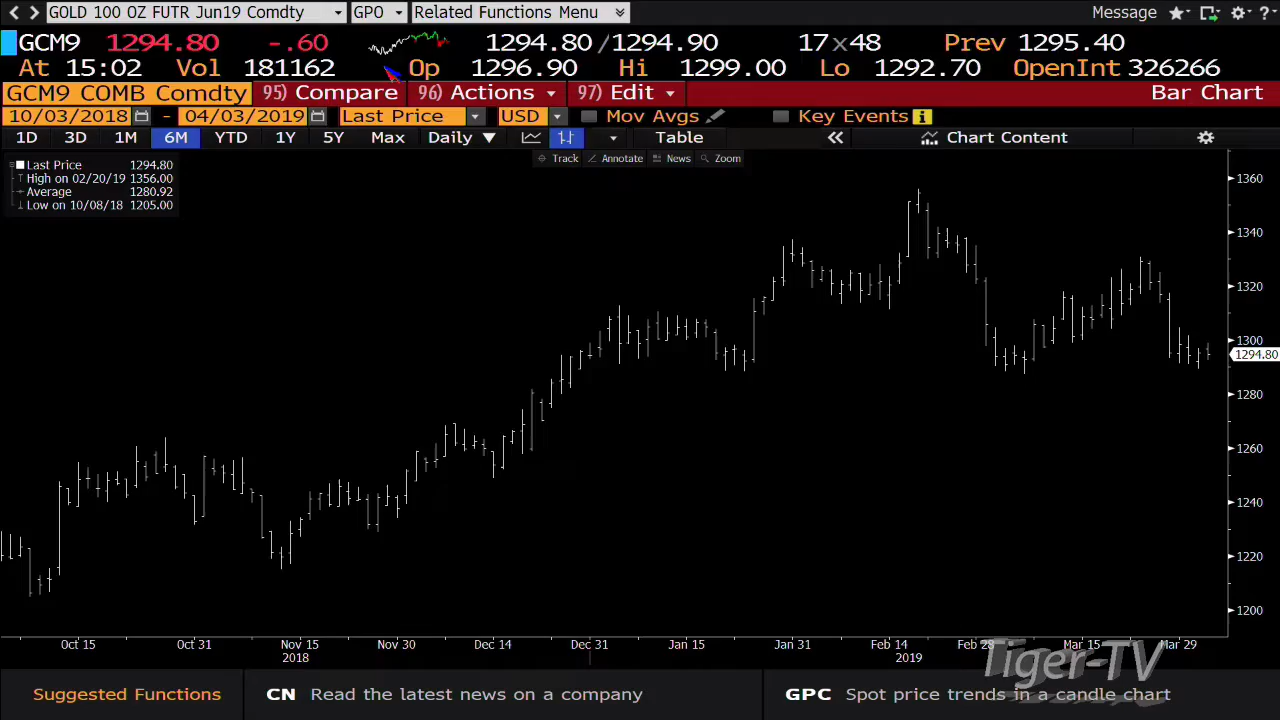 GOLD 100 OZ FUTR Jun19 Comdty GPO Related Functions Menu Message ?
GCM9 1294.80 -.60 1294.80 /1294.90 17x48 Prev 1295.40
At 15:02 Vol 181162 Op 1296.90 Hi 1299.00 Lo 1292.70 OpenInt 326266
GCM9 COMB Comdty 95) Compare 96) Actions 97) Edit Bar Chart
10/03/2018 - 04/03/2019 Last Price USD Mov Avgs Key Events i
1D 3D 1M 6M YTD 1Y 5Y Max Daily Table Chart Content
Track Annotate News Zoom
Last Price 1294.80
High on 02/20/19 1356.00
Average 1280.92
Low on 10/08/18 1205.00
1360
1340
1320
1300
1294.80
1280
1260
1240
1220
1200
Oct 15 Oct 31 Nov 15 Nov 30 Dec 14 Dec 31 Jan 15 Jan 31 Feb 14 Feb 28 Mar 15 Mar 29
2018 2019
Tiger-TV
Suggested Functions CN Read the latest news on a company GPC Spot price trends in a candle chart